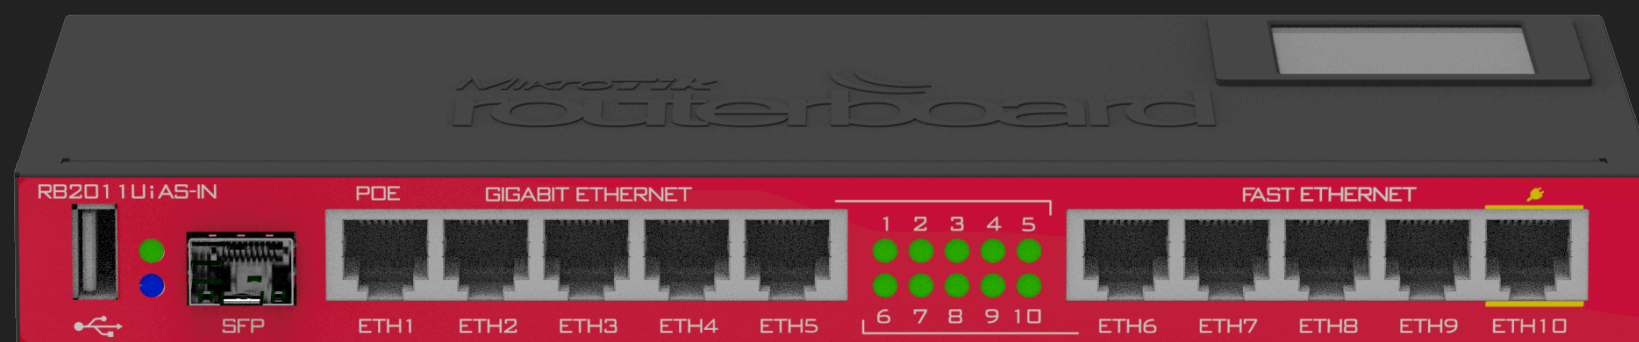 MikroTik
routerboard
RB2011UiAS-IN
POE
GIGABIT ETHERNET
FAST ETHERNET
1 2 3 4 5
6 7 8 9 10
SFP
ETH1 ETH2 ETH3 ETH4 ETH5
ETH6 ETH7 ETH8 ETH9 ETH10